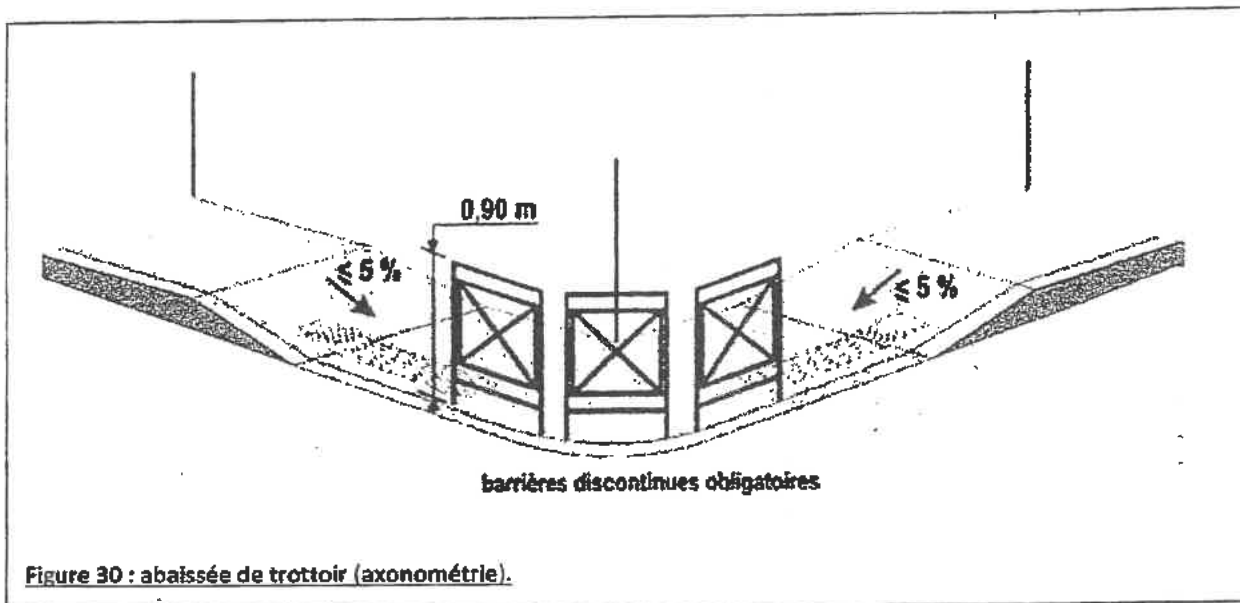 0,90 m
≤ 5 %
≤ 5 %
barrières discontinues obligatoires
Figure 30 : abaissée de trottoir (axonométrie).